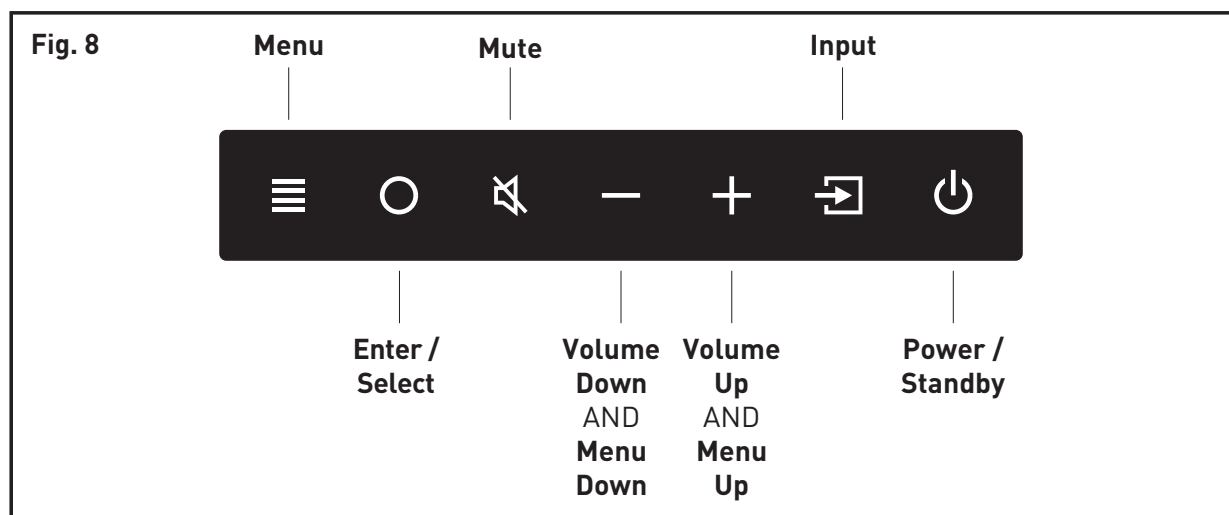 Fig. 8
Menu
Mute
Input
Enter /
Select
Volume
Down
AND
Menu
Down
Volume
Up
AND
Menu
Up
Power /
Standby